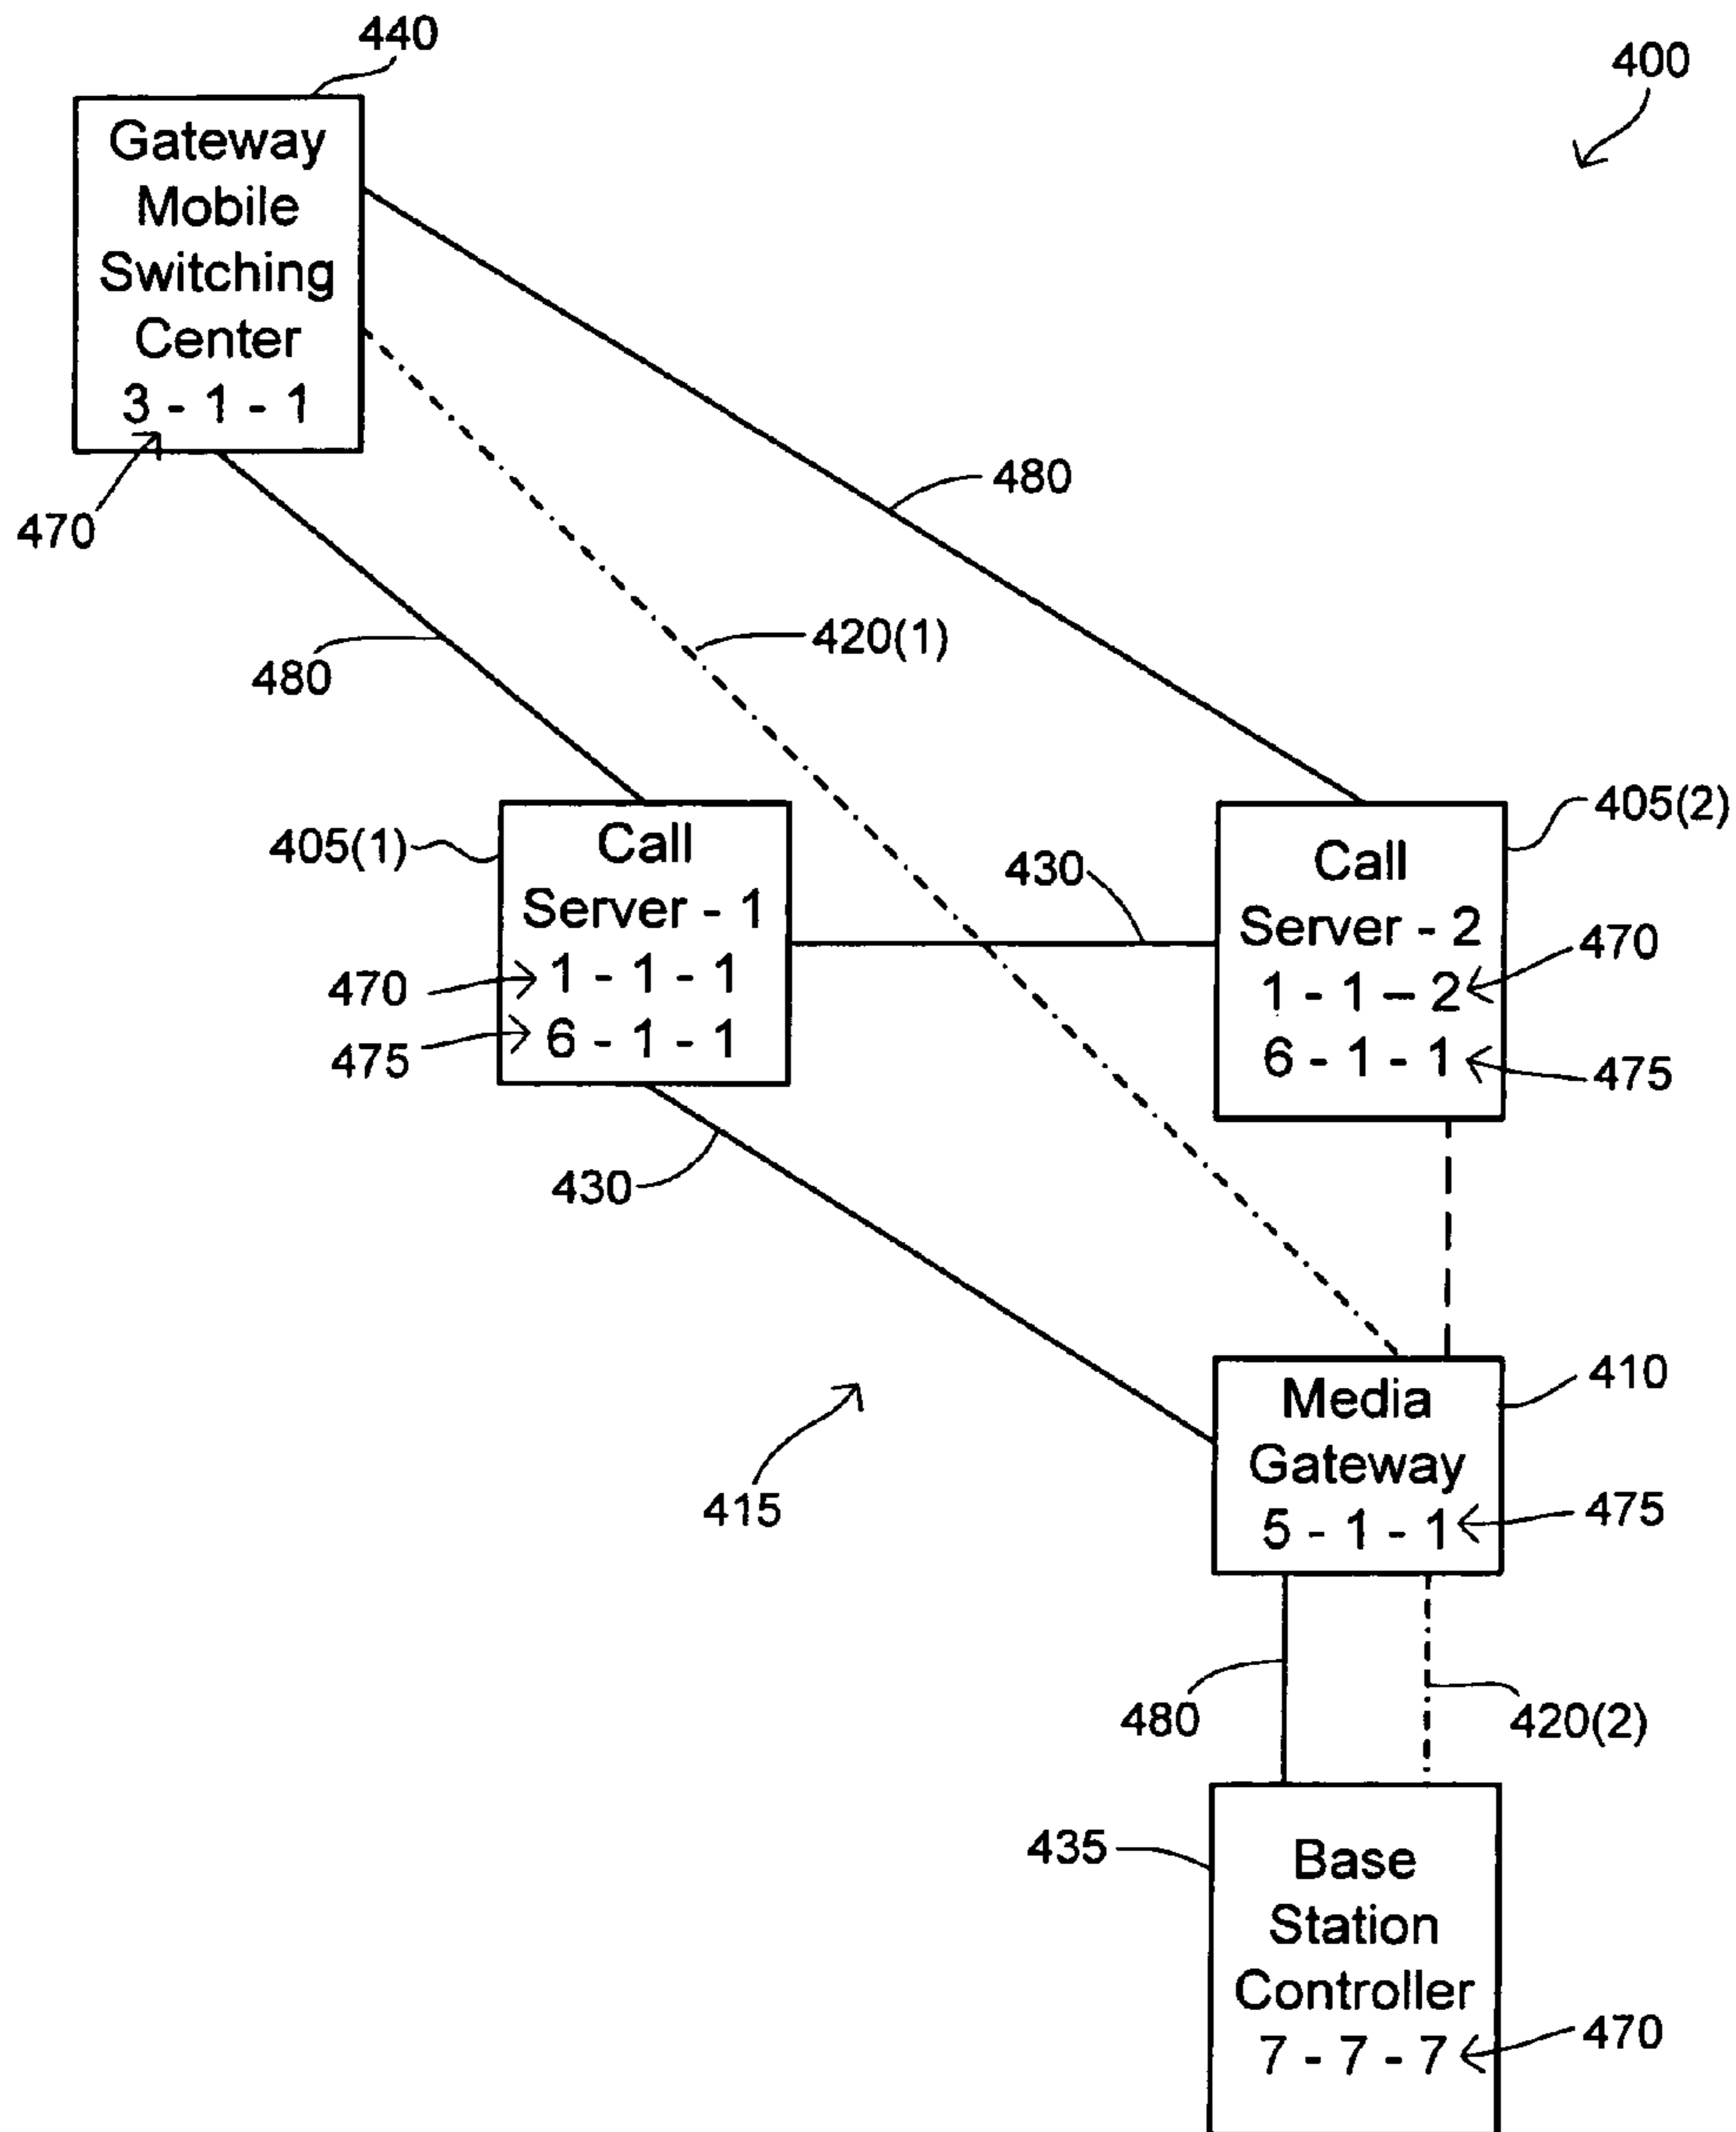 440
400
Gateway
Mobile
Switching
Center
3 - 1 - 1
470
480
420(1)
480
405(1)
Call
Server - 1
470
1 - 1 - 1
475
6 - 1 - 1
430
405(2)
Call
Server - 2
1 - 1 – 2
470
6 - 1 - 1
475
430
415
410
Media
Gateway
5 - 1 - 1
475
480
420(2)
435
Base
Station
Controller
7 - 7 - 7
470